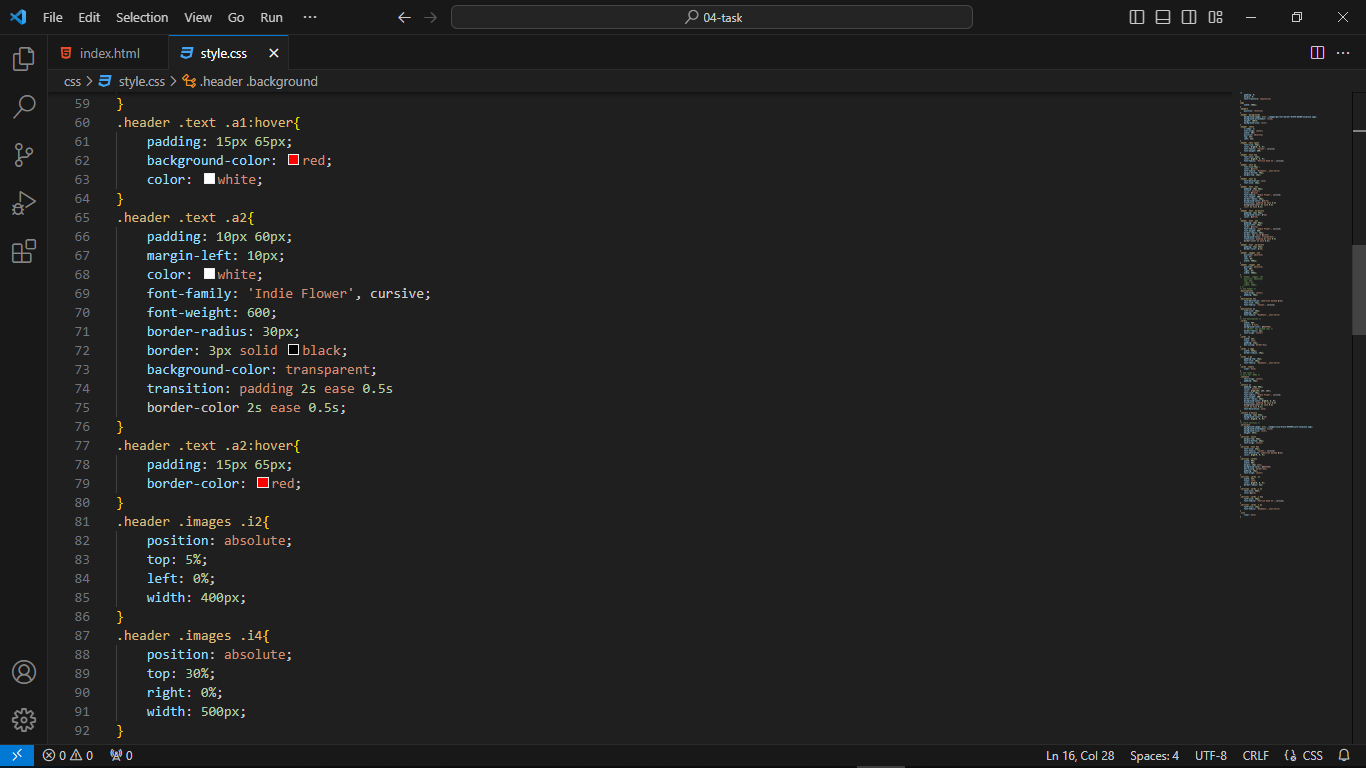 File Edit Selection View Go Run ··· 04-task
index.html style.css
css > style.css > .header .background
59 }
60 .header .text .a1:hover{
61 padding: 15px 65px;
62 background-color: red;
63 color: white;
64 }
65 .header .text .a2{
66 padding: 10px 60px;
67 margin-left: 10px;
68 color: white;
69 font-family: 'Indie Flower', cursive;
70 font-weight: 600;
71 border-radius: 30px;
72 border: 3px solid black;
73 background-color: transparent;
74 transition: padding 2s ease 0.5s
75 border-color 2s ease 0.5s;
76 }
77 .header .text .a2:hover{
78 padding: 15px 65px;
79 border-color: red;
80 }
81 .header .images .i2{
82 position: absolute;
83 top: 5%;
84 left: 0%;
85 width: 400px;
86 }
87 .header .images .i4{
88 position: absolute;
89 top: 30%;
90 right: 0%;
91 width: 500px;
92 }
0 0 0 Ln 16, Col 28 Spaces: 4 UTF-8 CRLF CSS